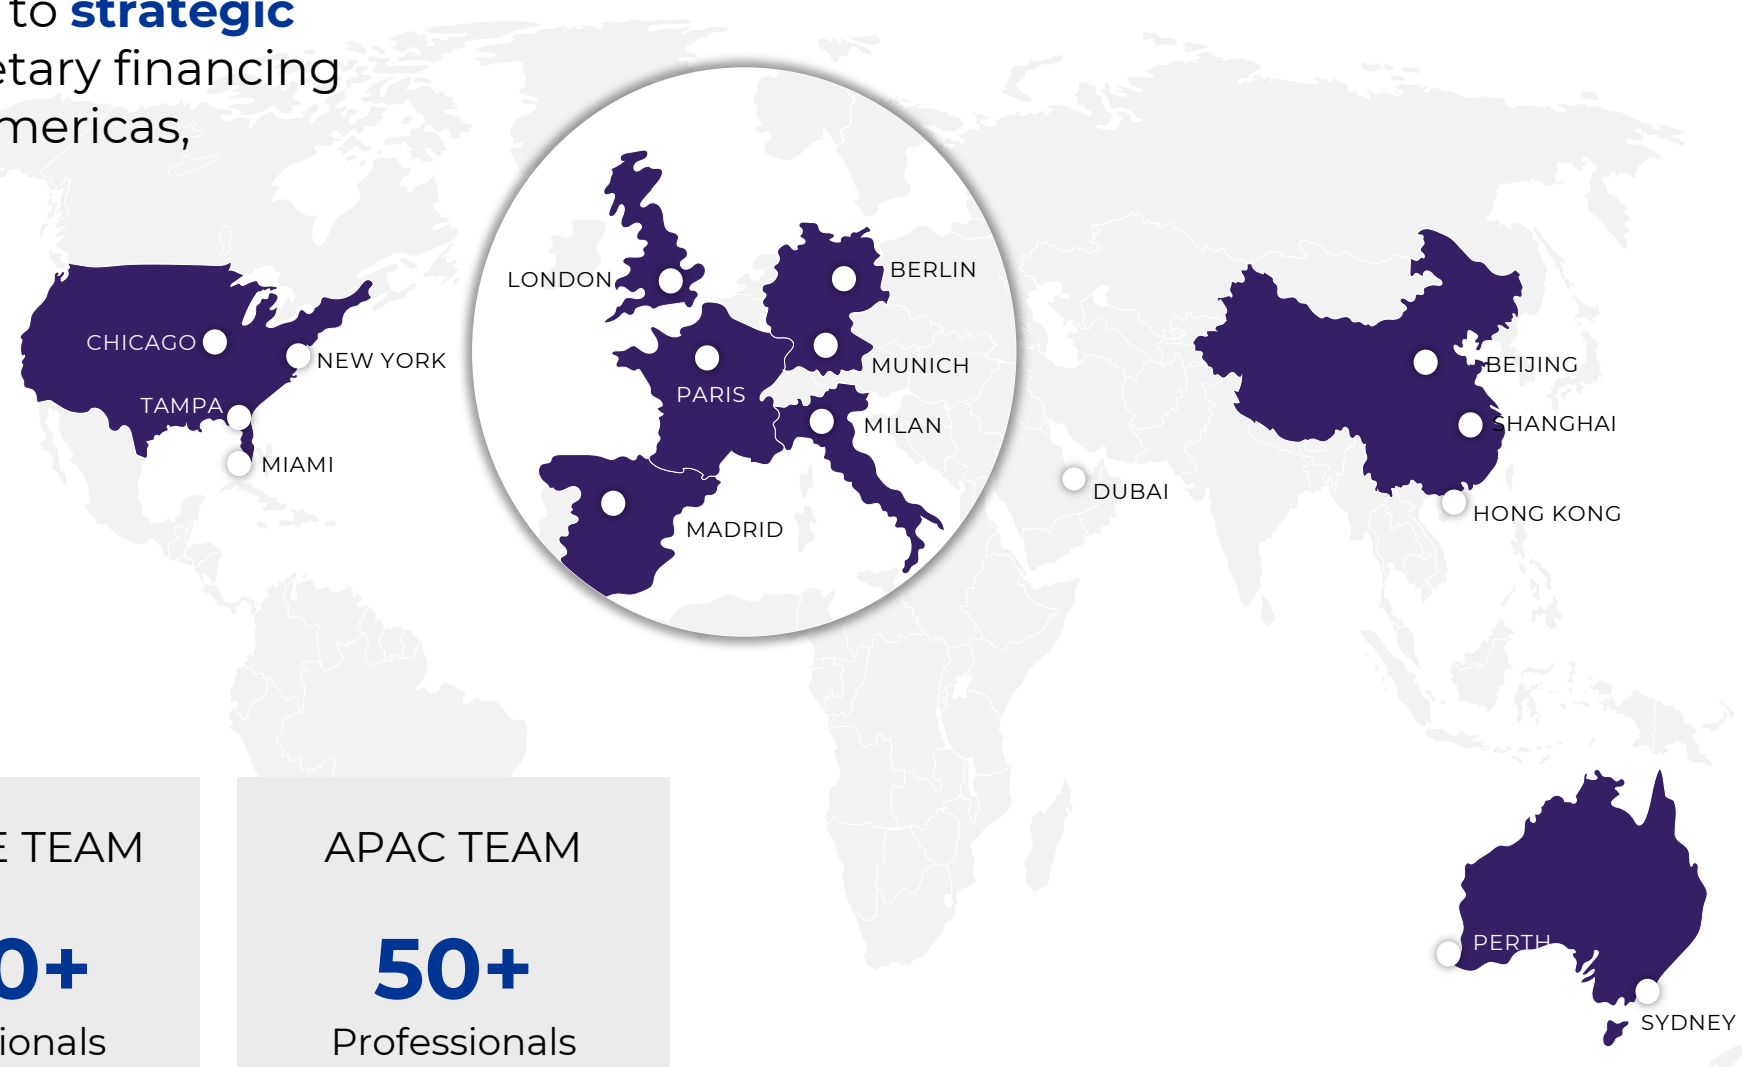 to strategic
etary financing
mericas,
LONDON
BERLIN
CHICAGO
NEW YORK
MUNICH
BEIJING
PARIS
TAMPA
MILAN
SHANGHAI
MIAMI
DUBAI
HONG KONG
MADRID
E TEAM
0+
ionals
APAC TEAM
50+
Professionals
PERTH
SYDNEY